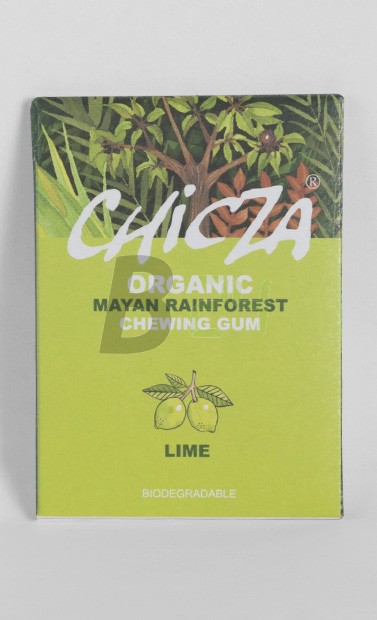 CHiCZA®
ORGANIC
MAYAN RAINFOREST
CHEWING GUM
LIME
BIODEGRADABLE